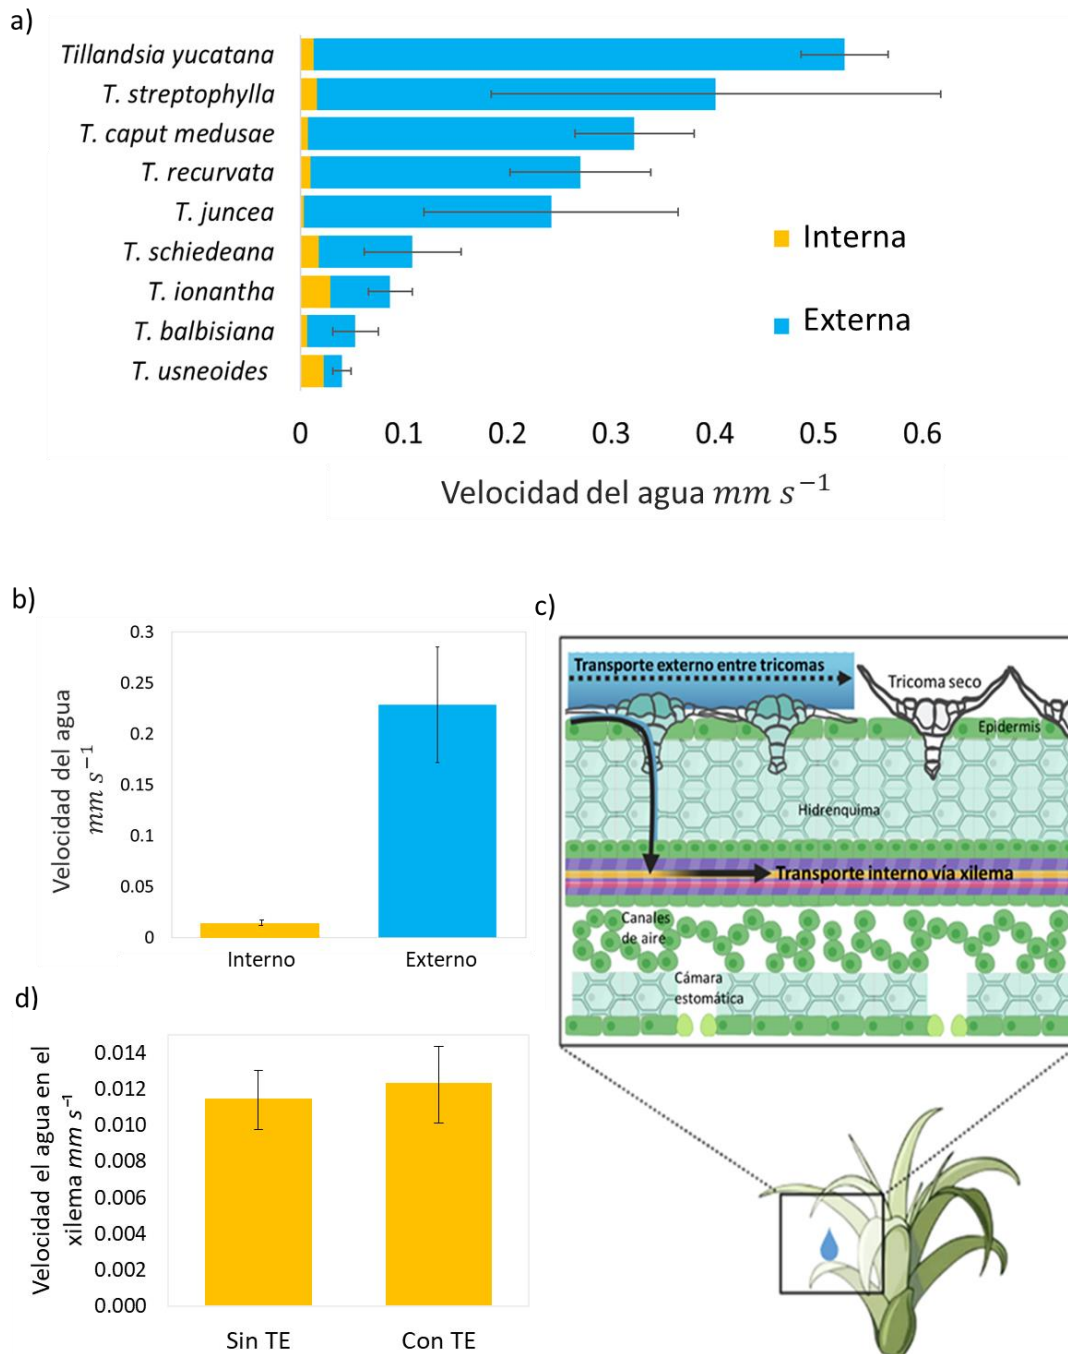 a)
Tillandsia yucatana
T. streptophylla
T. caput medusae
T. recurvata
T. juncea
T. schiedeana
T. ionantha
T. balbisiana
T. usneoides
Interna
Externa
0 0.1 0.2 0.3 0.4 0.5 0.6
Velocidad del agua mm s⁻¹
b)
Velocidad del agua
mm s⁻¹
0.3
0.25
0.2
0.15
0.1
0.05
0
Interno Externo
c)
Transporte externo entre tricomas
Tricoma seco
Epidermis
Hidrenquima
Transporte interno vía xilema
Canales
de aire
Cámara
estomática
d)
Velocidad el agua en el
xilema mm s⁻¹
0.014
0.012
0.010
0.008
0.006
0.004
0.002
0.000
Sin TE Con TE